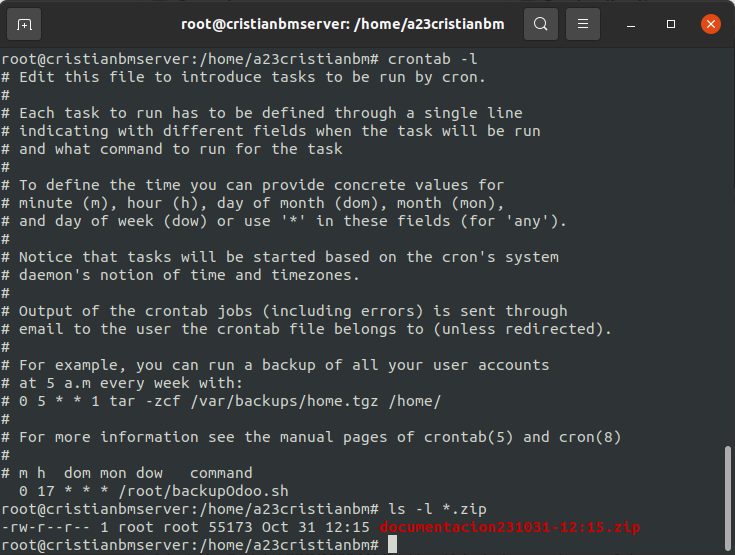 root@cristianbmserver: /home/a23cristianbm
root@cristianbmserver:/home/a23cristianbm# crontab -l
# Edit this file to introduce tasks to be run by cron.
#
# Each task to run has to be defined through a single line
# indicating with different fields when the task will be run
# and what command to run for the task
#
# To define the time you can provide concrete values for
# minute (m), hour (h), day of month (dom), month (mon),
# and day of week (dow) or use '*' in these fields (for 'any').
#
# Notice that tasks will be started based on the cron's system
# daemon's notion of time and timezones.
#
# Output of the crontab jobs (including errors) is sent through
# email to the user the crontab file belongs to (unless redirected).
#
# For example, you can run a backup of all your user accounts
# at 5 a.m every week with:
# 0 5 * * 1 tar -zcf /var/backups/home.tgz /home/
#
# For more information see the manual pages of crontab(5) and cron(8)
#
# m h  dom mon dow   command
  0 17 * * * /root/backupOdoo.sh
root@cristianbmserver:/home/a23cristianbm# ls -l *.zip
-rw-r--r-- 1 root root 55173 Oct 31 12:15 documentacion231031-12:15.zip
root@cristianbmserver:/home/a23cristianbm#